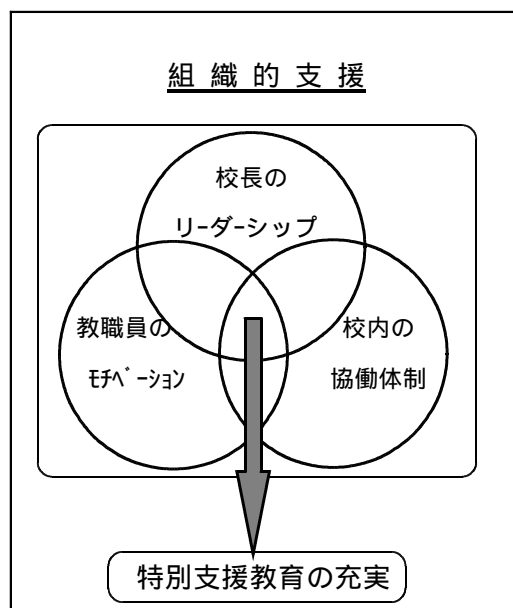 組織的支援
校長の
リーダーシップ
教職員の
ﾓﾁﾍﾞｰｼｮﾝ
校内の
協働体制
特別支援教育の充実